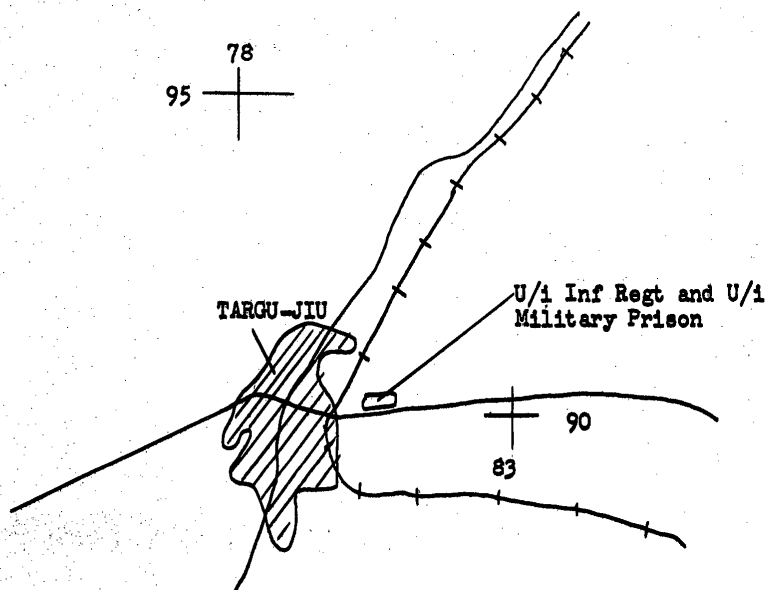 78
95
TARGU-JIU
U/i Inf Regt and U/i
Military Prison
90
83